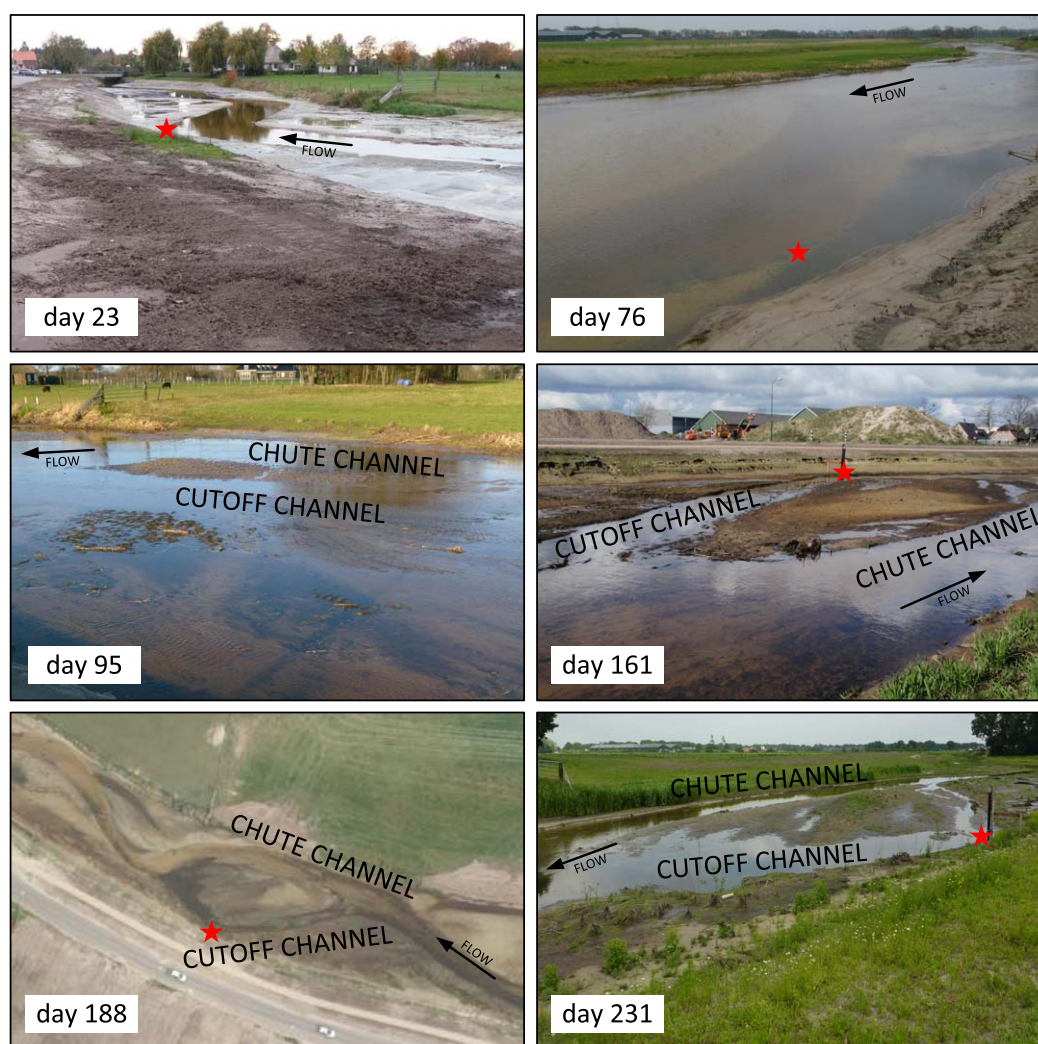 FLOW
day 23
FLOW
day 76
CHUTE CHANNEL
FLOW
CUTOFF CHANNEL
day 95
CUTOFF CHANNEL
CHUTE CHANNEL
FLOW
day 161
CHUTE CHANNEL
CUTOFF CHANNEL
FLOW
day 188
CHUTE CHANNEL
FLOW
CUTOFF CHANNEL
day 231